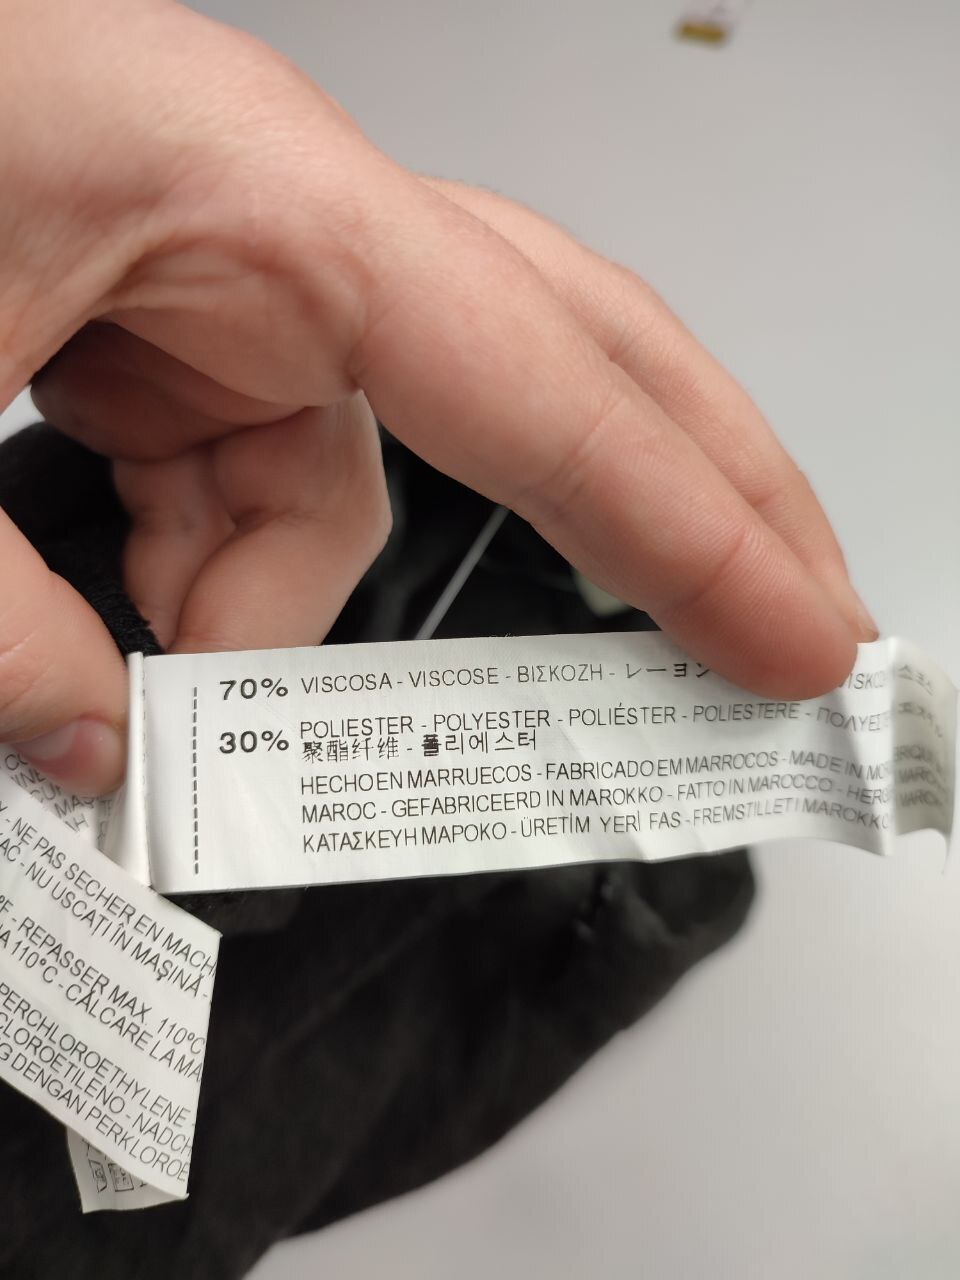 70% VISCOSA - VISCOSE - ΒΙΣΚΟΖΗ - レーヨン
30% POLIESTER - POLYESTER - POLIÉSTER - POLIESTERE - ΠΟΛΥΕΣΤ
聚酯纤维 - 폴리에스터
HECHO EN MARRUECOS - FABRICADO EM MARROCOS - MADE IN MOR
MAROC - GEFABRICEERD IN MAROKKO - FATTO IN MAROCCO - HERG
ΚΑΤΑΣΚΕΥΗ ΜΑΡΟΚΟ - ÜRETİM YERİ FAS - FREMSTILLET I MAROKKO
- NE PAS SECHER EN MACH
- NU USCAȚI ÎN MAȘINĂ -
°F - REPASSER MAX. 110°C
110°C - CĂLCARE LA MA
PERCHLOROETHYLENE
CLOROETILENO - NADCH
G DENGAN PERKLOROE